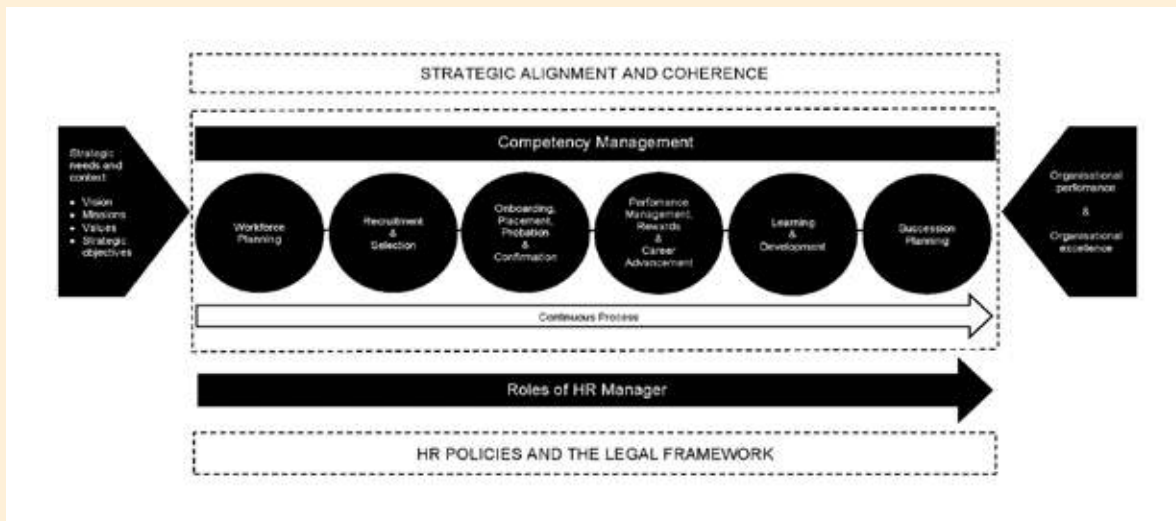 STRATEGIC ALIGNMENT AND COHERENCE
Competency Management
Strategic
needs and
context
• Vision
• Missions
• Values
• Strategic
objectives
Workforce
Planning
Recruitment
&
Selection
Onboarding,
Placement,
Probation
&
Confirmation
Perfomance
Management,
Rewards
&
Career
Advancement
Learning
&
Development
Succession
Planning
Organisational
perfomance
&
Organisational
excellence
Continuous Process
Roles of HR Manager
HR POLICIES AND THE LEGAL FRAMEWORK